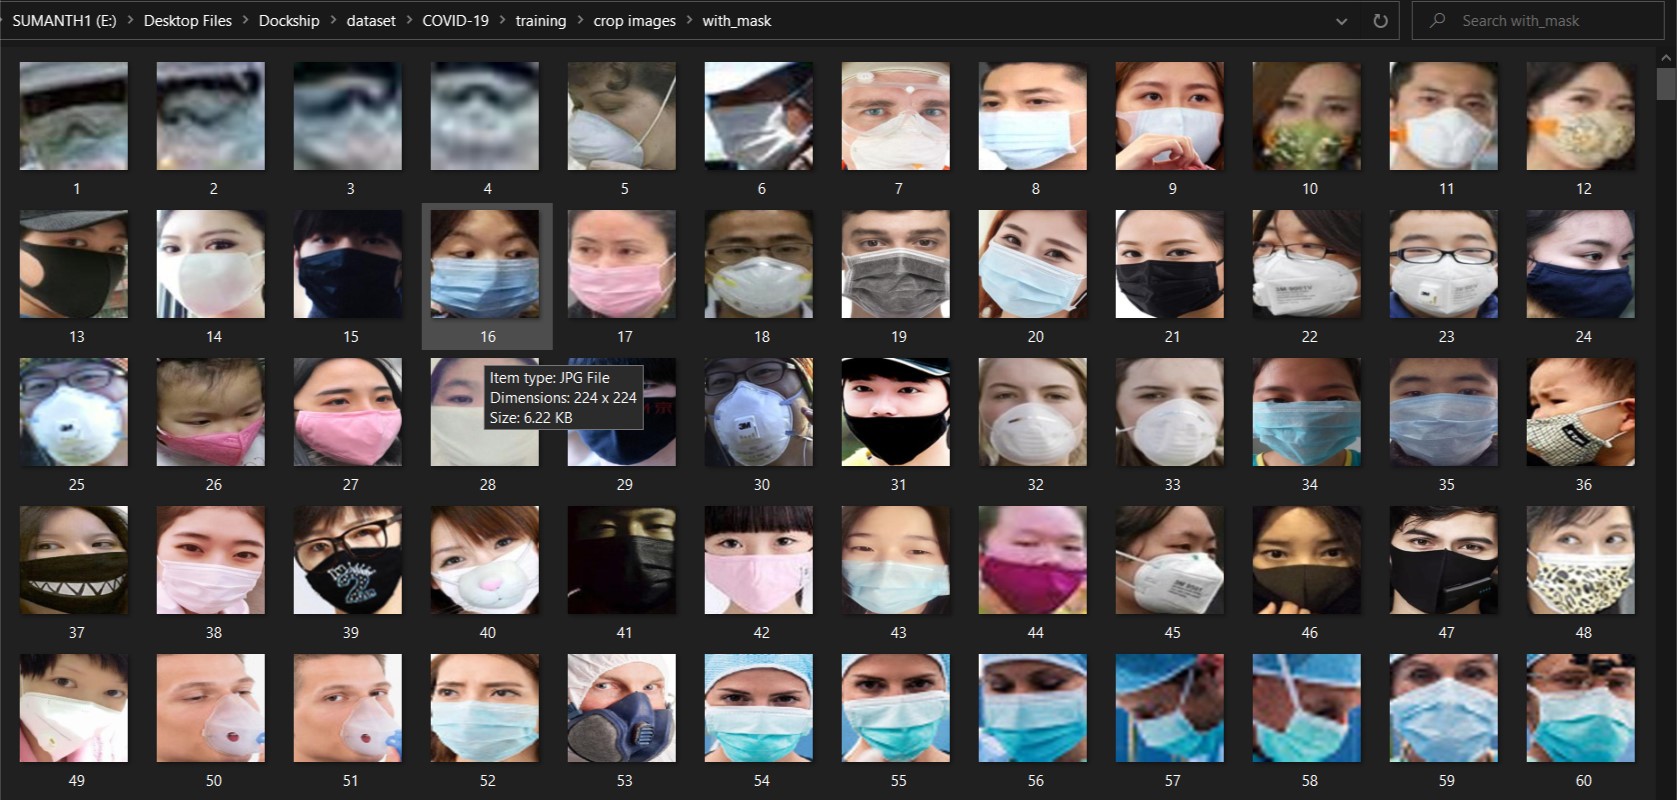 SUMANTH1 (E:) > Desktop Files > Dockship > dataset > COVID-19 > training > crop images > with_mask
Search with_mask
1 2 3 4 5 6 7 8 9 10 11 12
13 14 15 16 17 18 19 20 21 22 23 24
Item type: JPG File
Dimensions: 224 x 224
Size: 6.22 KB
3M
3M
25 26 27 28 29 30 31 32 33 34 35 36
37 38 39 40 41 42 43 44 45 46 47 48
49 50 51 52 53 54 55 56 57 58 59 60